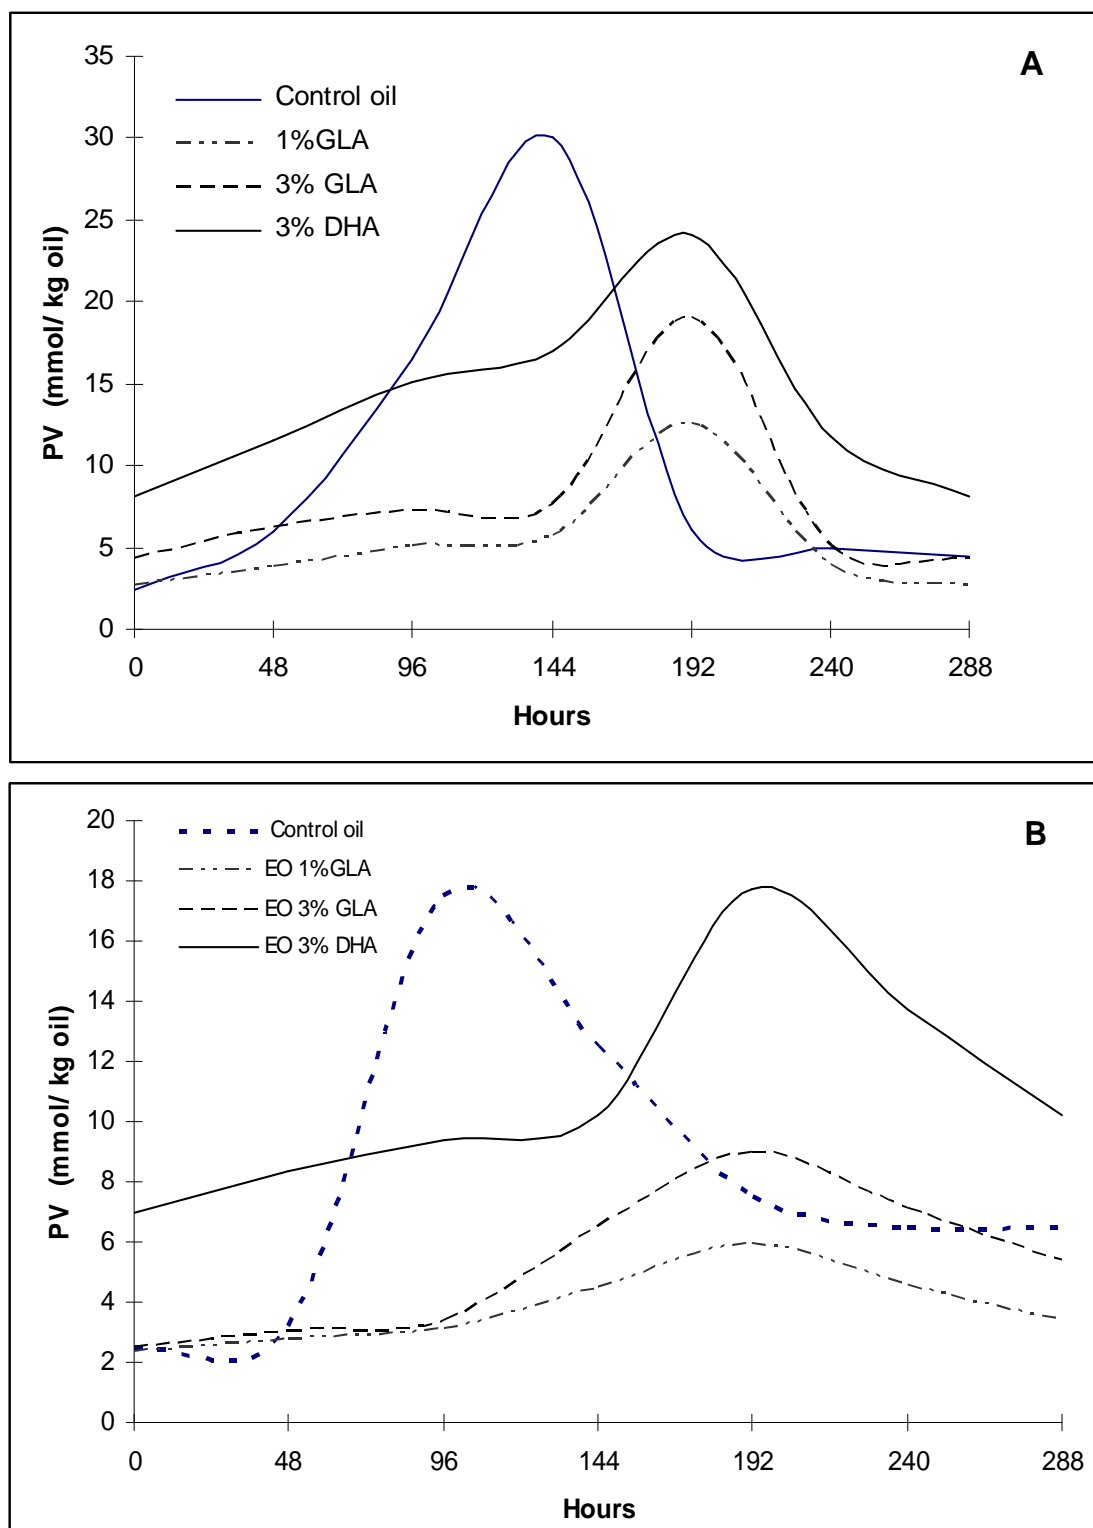 A
35
30
25
20
15
10
5
0
PV (mmol/ kg oil)
Control oil
1%GLA
3% GLA
3% DHA
0 48 96 144 192 240 288
Hours
B
20
18
16
14
12
10
8
6
4
2
0
PV (mmol/ kg oil)
Control oil
EO 1%GLA
EO 3% GLA
EO 3% DHA
0 48 96 144 192 240 288
Hours